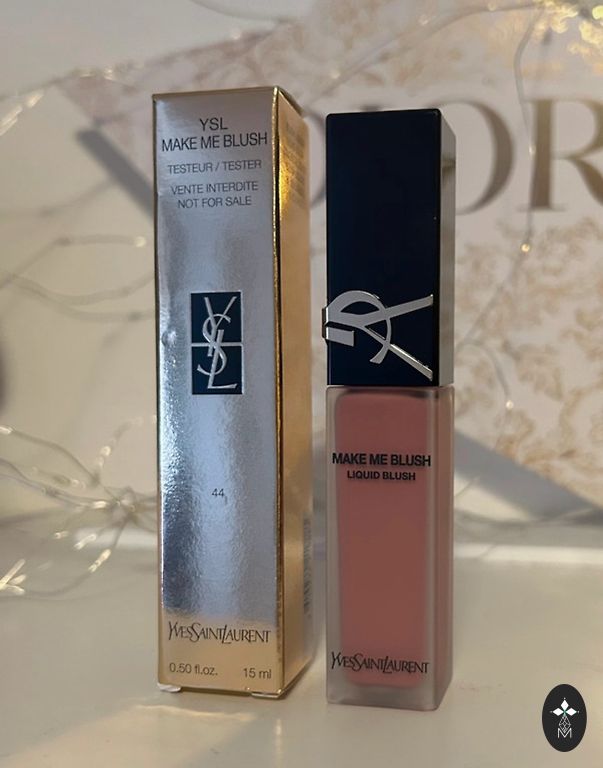 YSL
MAKE ME BLUSH
TESTEUR / TESTER
VENTE INTERDITE
NOT FOR SALE
YSL
44
YVESSAINTLAURENT
0.50 fl.oz. 15 ml
MAKE ME BLUSH
LIQUID BLUSH
YVESSAINTLAURENT
M